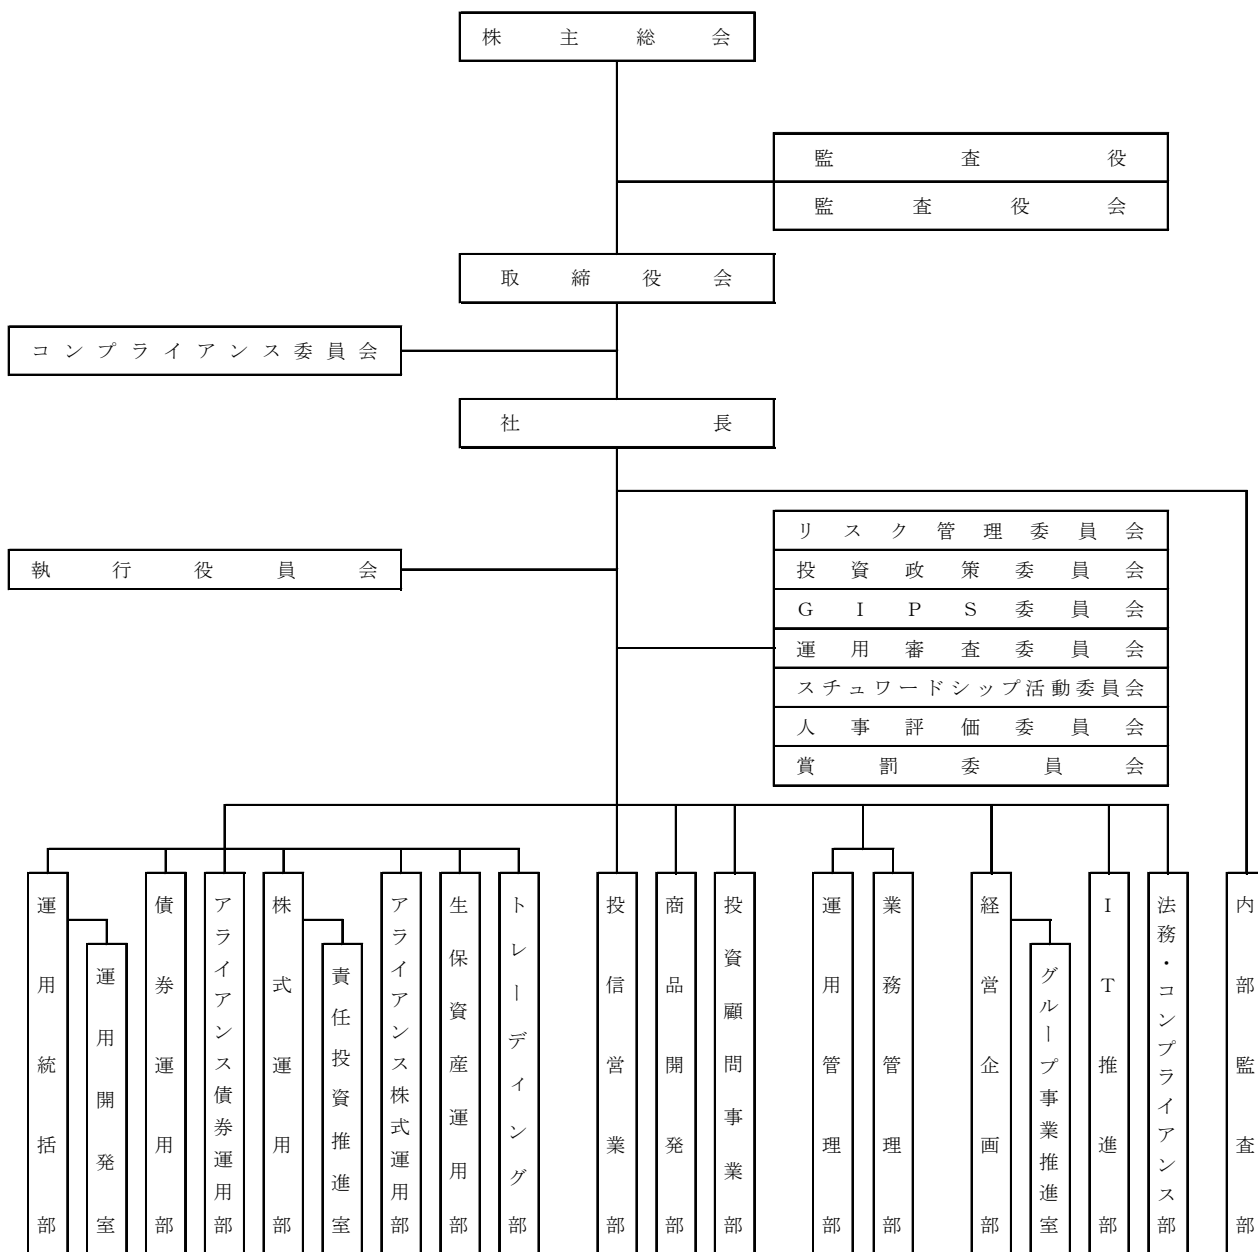 株主総会
監査役
監査役会
取締役会
コンプライアンス委員会
社長
リスク管理委員会
執行役員会
投資政策委員会
GIPS委員会
運用審査委員会
スチュワードシップ活動委員会
人事評価委員会
賞罰委員会
運用統括部
運用開発室
債券運用部
アライアンス債券運用部
株式運用部
責任投資推進室
アライアンス株式運用部
生保資産運用部
トレーディング部
投信営業部
商品開発部
投資顧問事業部
運用管理部
業務管理部
経営企画部
グループ事業推進室
IT推進部
法務・コンプライアンス部
内部監査部